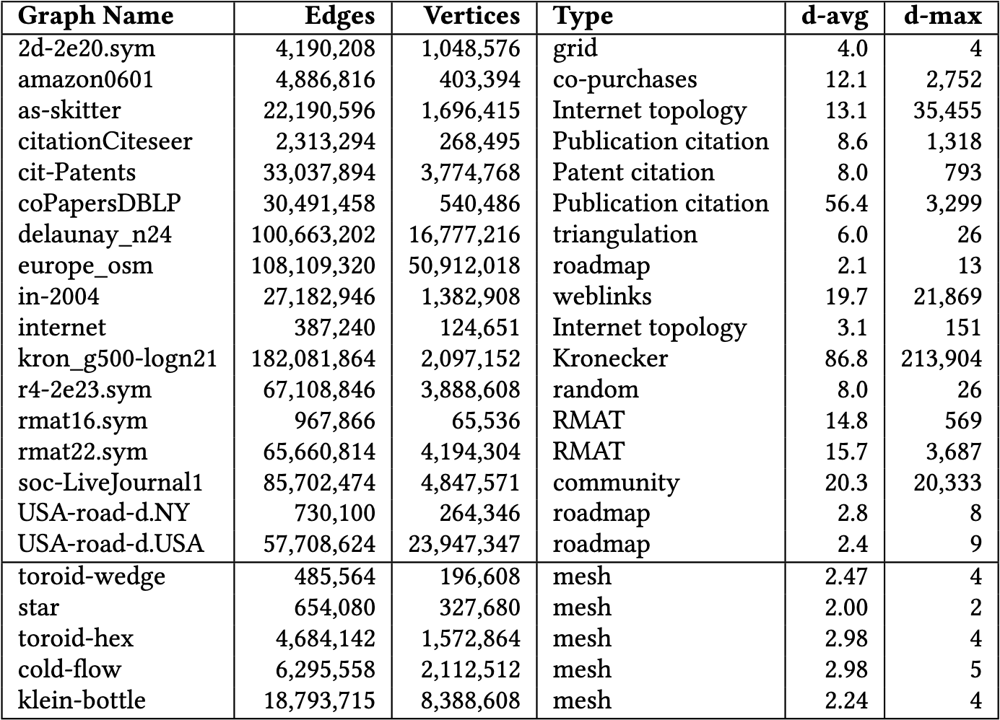 Graph Name Edges Vertices Type d-avg d-max
2d-2e20.sym 4,190,208 1,048,576 grid 4.0 4
amazon0601 4,886,816 403,394 co-purchases 12.1 2,752
as-skitter 22,190,596 1,696,415 Internet topology 13.1 35,455
citationCiteseer 2,313,294 268,495 Publication citation 8.6 1,318
cit-Patents 33,037,894 3,774,768 Patent citation 8.0 793
coPapersDBLP 30,491,458 540,486 Publication citation 56.4 3,299
delaunay_n24 100,663,202 16,777,216 triangulation 6.0 26
europe_osm 108,109,320 50,912,018 roadmap 2.1 13
in-2004 27,182,946 1,382,908 weblinks 19.7 21,869
internet 387,240 124,651 Internet topology 3.1 151
kron_g500-logn21 182,081,864 2,097,152 Kronecker 86.8 213,904
r4-2e23.sym 67,108,846 3,888,608 random 8.0 26
rmat16.sym 967,866 65,536 RMAT 14.8 569
rmat22.sym 65,660,814 4,194,304 RMAT 15.7 3,687
soc-LiveJournal1 85,702,474 4,847,571 community 20.3 20,333
USA-road-d.NY 730,100 264,346 roadmap 2.8 8
USA-road-d.USA 57,708,624 23,947,347 roadmap 2.4 9
toroid-wedge 485,564 196,608 mesh 2.47 4
star 654,080 327,680 mesh 2.00 2
toroid-hex 4,684,142 1,572,864 mesh 2.98 4
cold-flow 6,295,558 2,112,512 mesh 2.98 5
klein-bottle 18,793,715 8,388,608 mesh 2.24 4